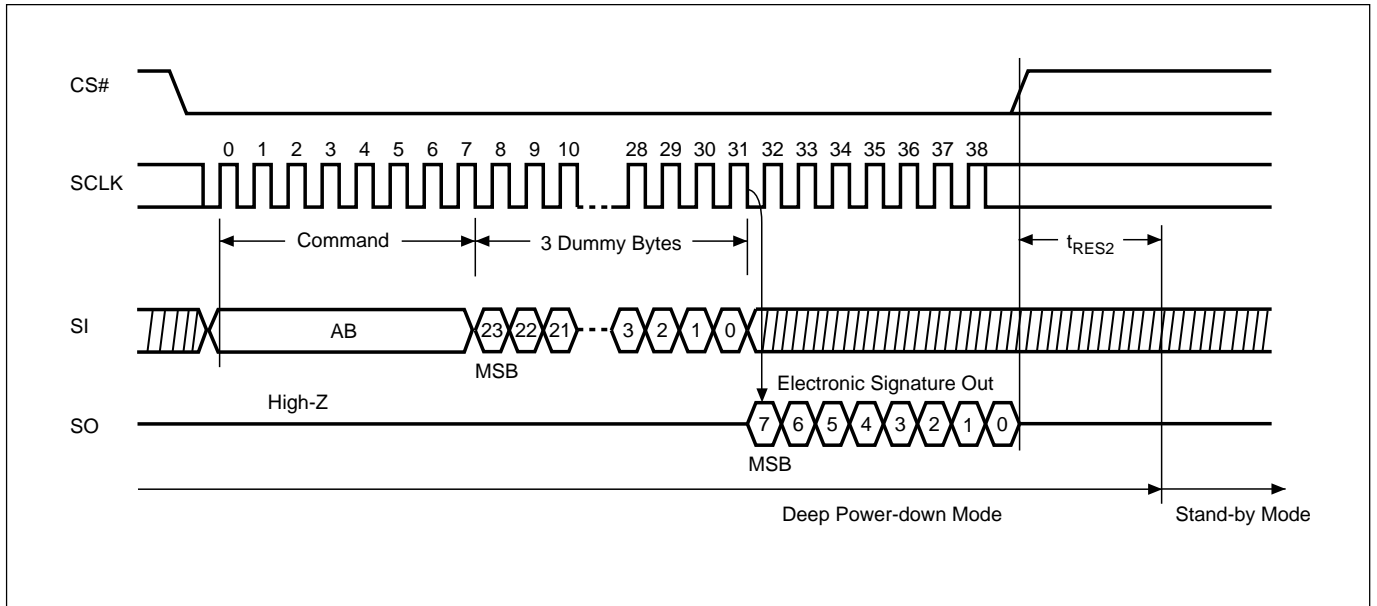 CS#
0 1 2 3 4 5 6 7 8 9 10 28 29 30 31 32 33 34 35 36 37 38
SCLK
Command 3 Dummy Bytes tRES2
SI AB 23 22 21 3 2 1 0
MSB
Electronic Signature Out
High-Z
SO 7 6 5 4 3 2 1 0
MSB
Deep Power-down Mode Stand-by Mode